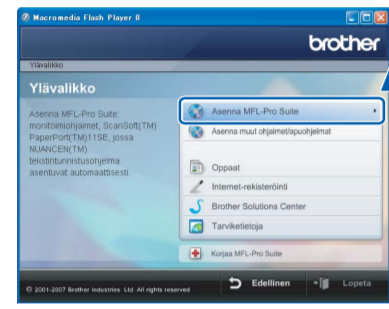 Macromedia Flash Player 8
brother
Ylävalikko
Ylävalikko
Asenna MFL-Pro Suite:
monitoimiohjaimet, ScanSoft(TM)
PaperPort(TM)11SE, jossa
NUANCEN(TM)
tekstintunnistusohjelma
asentuvat automaattisesti.
Asenna MFL-Pro Suite
Asenna muut ohjaimet/apuohjelmat
Oppaat
Internet-rekisteröinti
Brother Solutions Center
Tarviketietoja
Korjaa MFL-Pro Suite
© 2001-2007 Brother Industries Ltd. All rights reserved
Edellinen
Lopeta